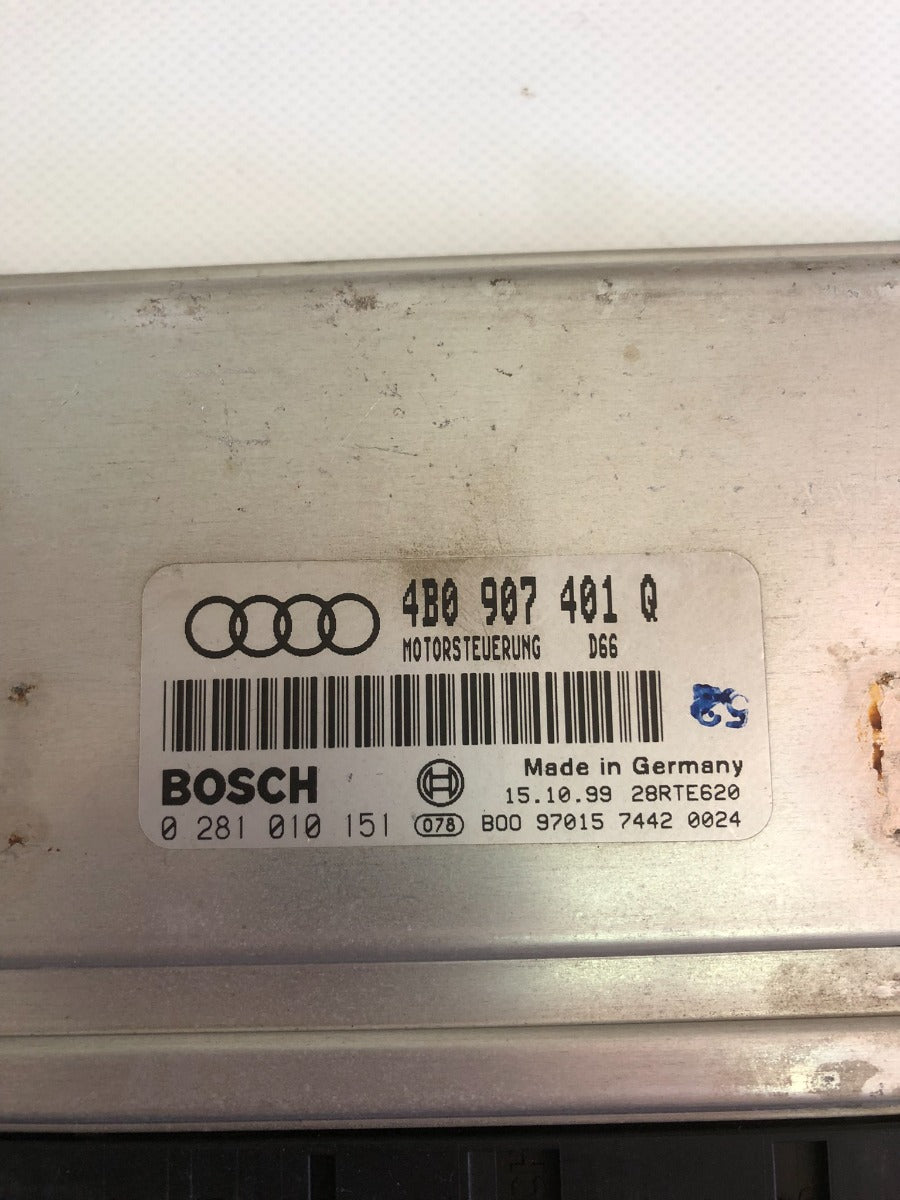 4B0 907 401 Q
MOTORSTEUERUNG D66
BOSCH
Made in Germany
15.10.99 28RTE620
0 281 010 151 078 B00 97015 7442 0024